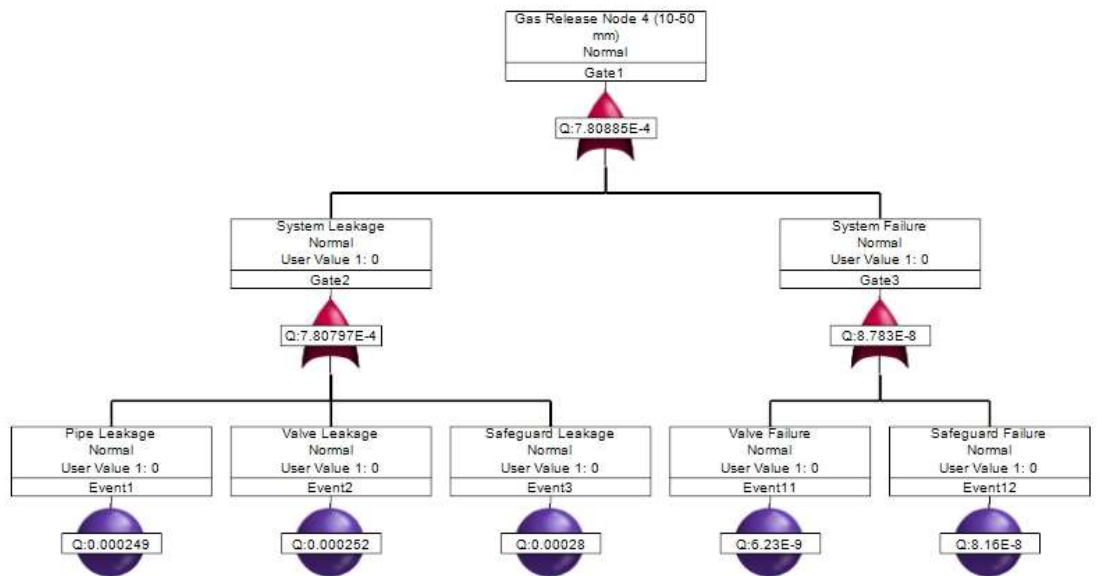 Gas Release Node 4 (10-50
mm)
Normal
Gate1
Q:7.80885E-4
System Leakage
Normal
User Value 1: 0
Gate2
Q:7.80797E-4
System Failure
Normal
User Value 1: 0
Gate3
Q:8.783E-8
Pipe Leakage
Normal
User Value 1: 0
Event1
Q:0.000249
Valve Leakage
Normal
User Value 1: 0
Event2
Q:0.000252
Safeguard Leakage
Normal
User Value 1: 0
Event3
Q:0.00028
Valve Failure
Normal
User Value 1: 0
Event11
Q:6.23E-9
Safeguard Failure
Normal
User Value 1: 0
Event12
Q:8.16E-8